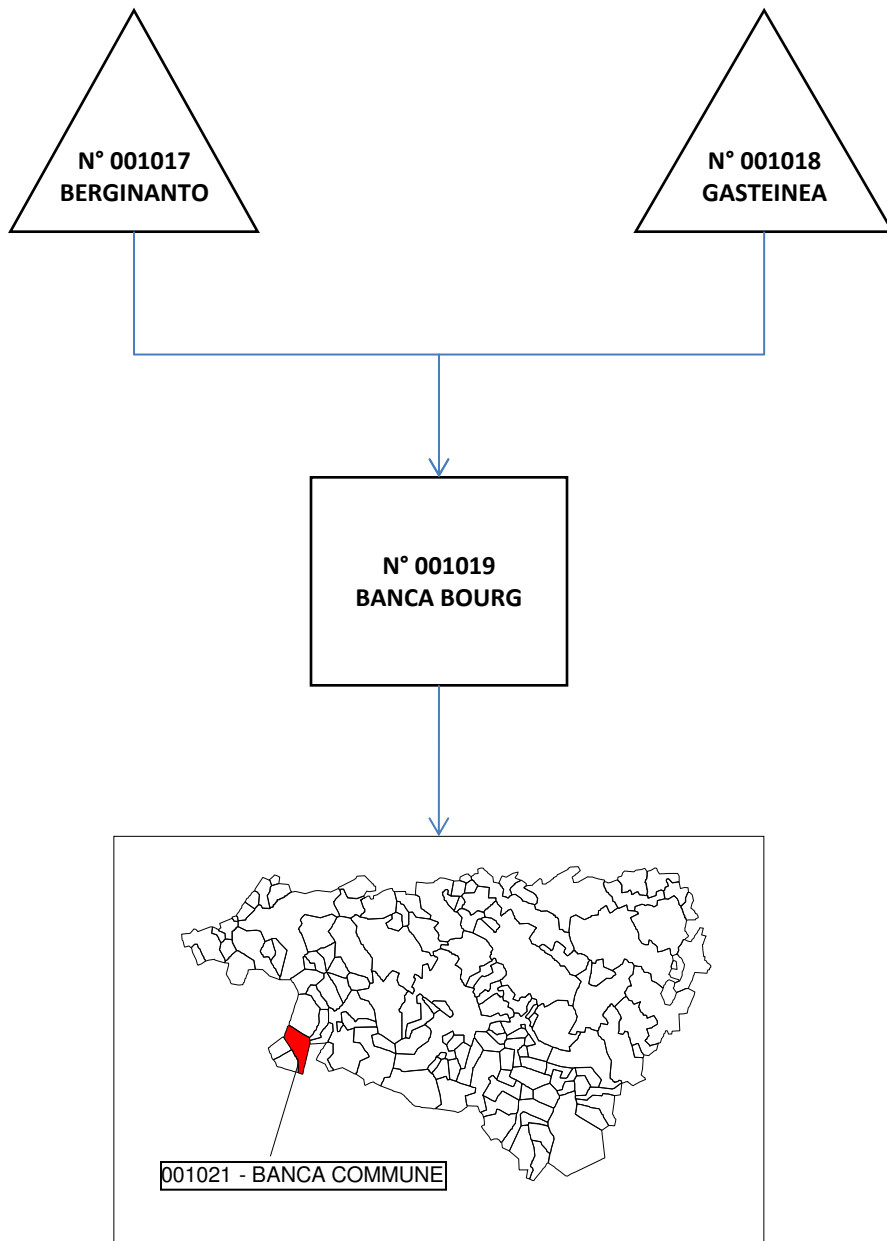 N° 001017
BERGINANTO
N° 001018
GASTEINEA
N° 001019
BANCA BOURG
001021 - BANCA COMMUNE